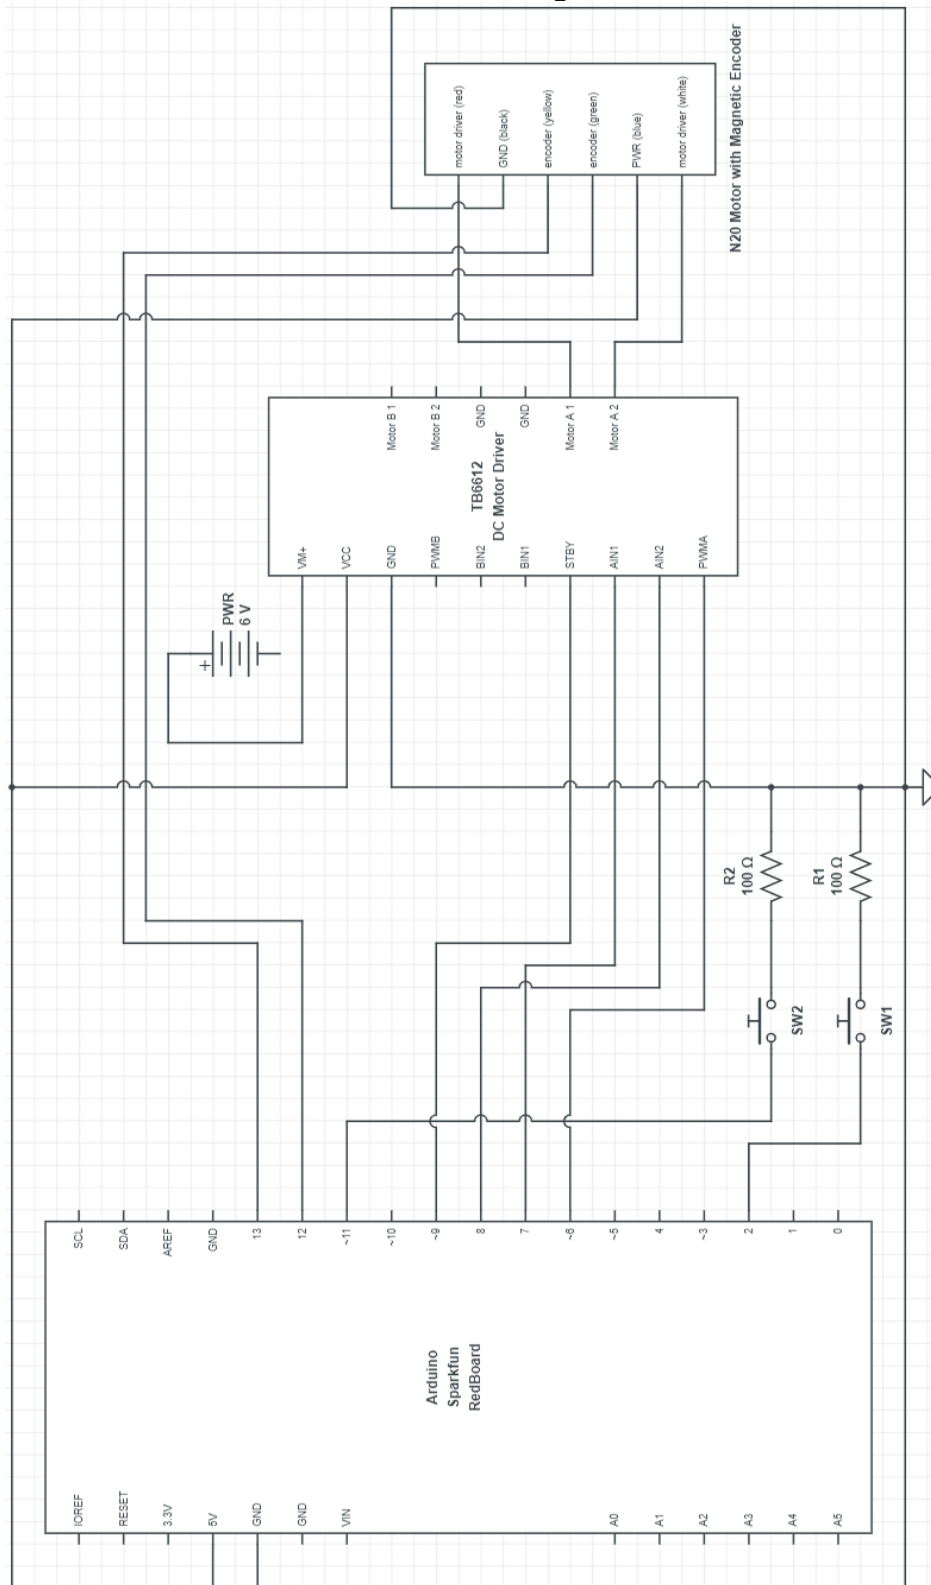 motor driver (red)
GND (black)
encoder (yellow)
encoder (green)
PWR (blue)
motor driver (white)
N20 Motor with Magnetic Encoder
Motor B 1
Motor B 2
GND
GND
Motor A 1
Motor A 2
TB6612
DC Motor Driver
VM+
VCC
GND
PWMB
BIN2
BIN1
STBY
AIN1
AIN2
PWMA
PWR
6 V
+
R2
100 Ω
R1
100 Ω
SW2
SW1
SCL
SDA
AREF
GND
13
12
~11
~10
~9
8
7
~6
~5
4
~3
2
1
0
Arduino
Sparkfun
RedBoard
IOREF
RESET
3.3V
5V
GND
GND
VIN
A0
A1
A2
A3
A4
A5